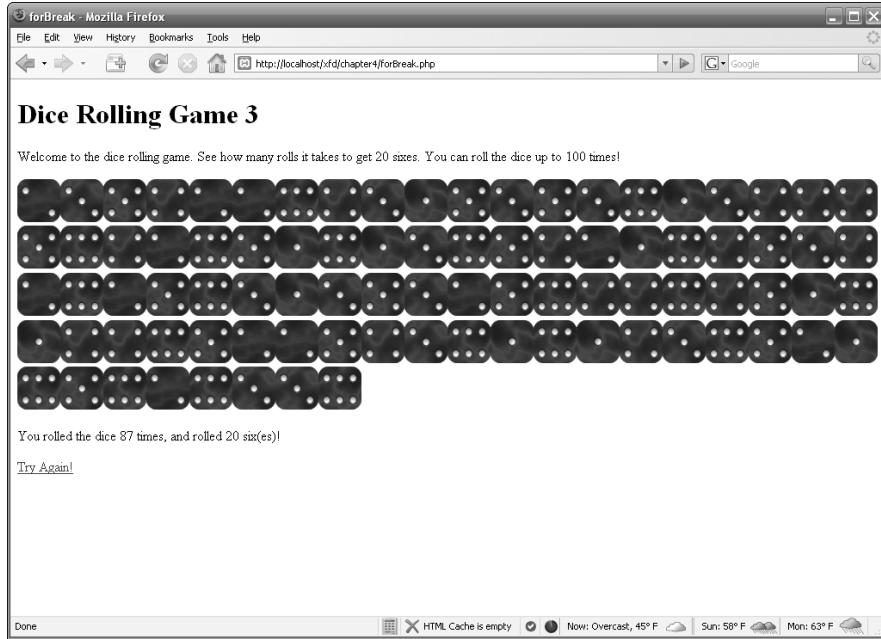 forBreak - Mozilla Firefox
File Edit View History Bookmarks Tools Help
http://localhost/xfd/chapter4/forBreak.php G Google
Dice Rolling Game 3
Welcome to the dice rolling game. See how many rolls it takes to get 20 sixes. You can roll the dice up to 100 times!
You rolled the dice 87 times, and rolled 20 six(es)!
Try Again!
Done HTML Cache is empty Now: Overcast, 45° F Sun: 58° F Mon: 63° F